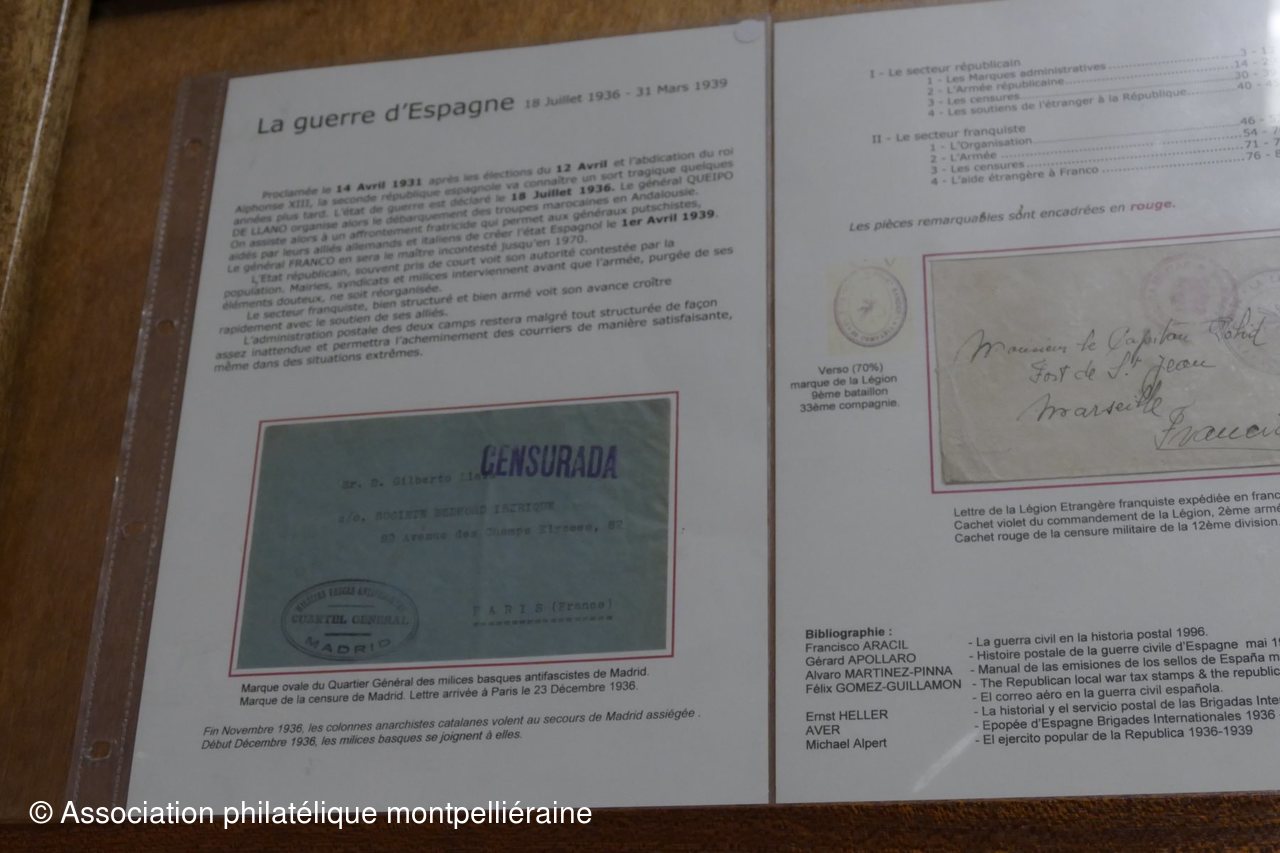 La guerre d'Espagne 18 Juillet 1936 - 31 Mars 1939
Proclamée le 14 Avril 1931 après les élections du 12 Avril et l'abdication du roi
Alphonse XIII, la seconde république espagnole va connaître un sort tragique quelques
années plus tard. L'état de guerre est déclaré le 18 Juillet 1936. Le général QUEIPO
DE LLANO organise alors le débarquement des troupes marocaines en Andalousie.
On assiste alors à un affrontement fratricide qui permet aux généraux putschistes,
aidés par leurs alliés allemands et italiens de créer l'état Espagnol le 1er Avril 1939.
Le général FRANCO en sera le maître incontesté jusqu'en 1970.
L'Etat républicain, souvent pris de court voit son autorité contestée par la
population. Mairies, syndicats et milices interviennent avant que l'armée, purgée de ses
éléments douteux, ne soit réorganisée.
Le secteur franquiste, bien structuré et bien armé voit son avance croître
rapidement avec le soutien de ses alliés.
L'administration postale des deux camps restera malgré tout structurée de façon
assez inattendue et permettra l'acheminement des courriers de manière satisfaisante,
même dans des situations extrêmes.
CENSURADA
Sr. D. Gilberto
c/o. SOCIETE
Avenue des Champs
P A R I S (France)
CUARTEL GENERAL
MADRID
Marque ovale du Quartier Général des milices basques antifascistes de Madrid.
Marque de la censure de Madrid. Lettre arrivée à Paris le 23 Décembre 1936.
Fin Novembre 1936, les colonnes anarchistes catalanes volent au secours de Madrid assiégée .
Début Décembre 1936, les milices basques se joignent à elles.
I - Le secteur républicain
1 - Les Marques administratives
2 - L'Armée républicaine
3 - Les censures
4 - Les soutiens de l'étranger à la République
II - Le secteur franquiste
1 - L'Organisation
2 - L'Armée
3 - Les censures
4 - L'aide étrangère à Franco
Les pièces remarquables sont encadrées en rouge.
Verso (70%)
marque de la Légion
9ème bataillon
33ème compagnie.
Monsieur le Capitan
Fort de St Jean
Marseille
Lettre de la Légion Etrangère franquiste expédiée en
Cachet violet du commandement de la Légion, 2ème
Cachet rouge de la censure militaire de la 12ème division.
Bibliographie :
Francisco ARACIL - La guerra civil en la historia postal 1996.
Gérard APOLLARO - Histoire postale de la guerre civile d'Espagne mai
Alvaro MARTINEZ-PINNA - Manual de las emisiones de los sellos de España
Félix GOMEZ-GUILLAMON - The Republican local war tax stamps & the
- El correo aéro en la guerra civil española.
Ernst HELLER - La historial y el servicio postal de las Brigadas
AVER - Epopée d'Espagne Brigades Internationales 1936
Michael Alpert - El ejercito popular de la Republica 1936-1939
© Association philatélique montpelliéraine